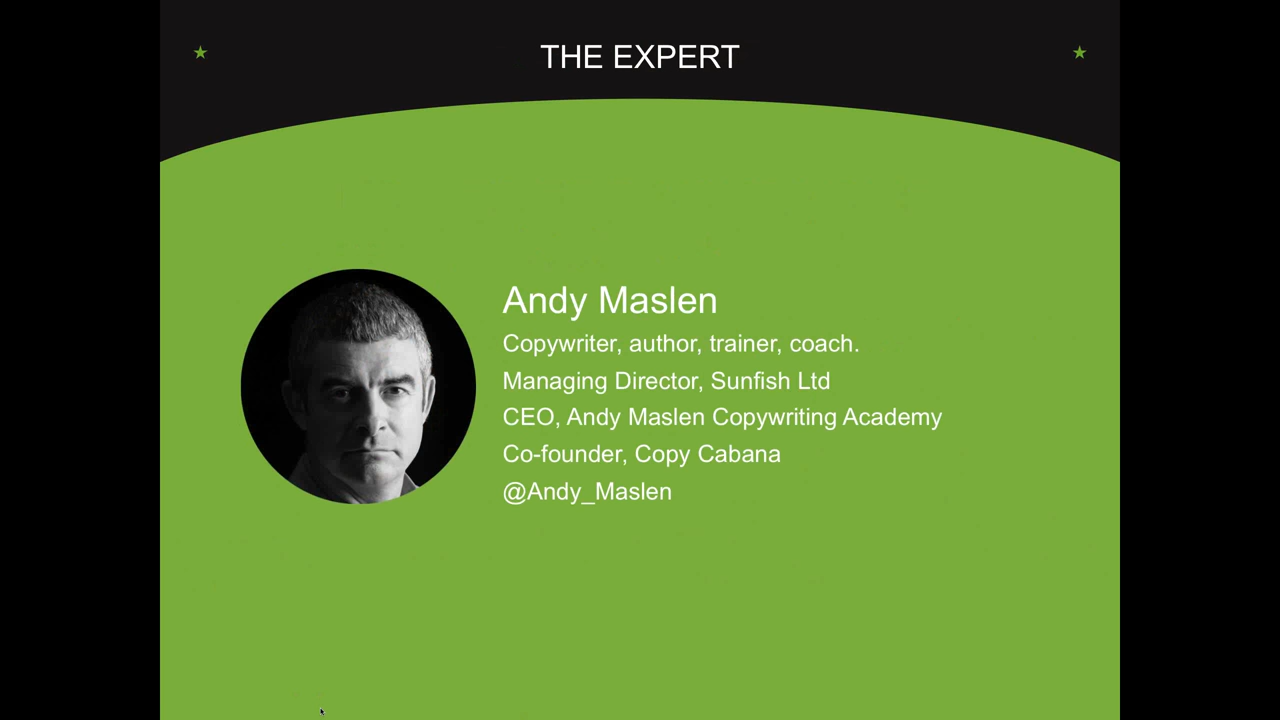 THE EXPERT
Andy Maslen
Copywriter, author, trainer, coach.
Managing Director, Sunfish Ltd
CEO, Andy Maslen Copywriting Academy
Co-founder, Copy Cabana
@Andy_Maslen